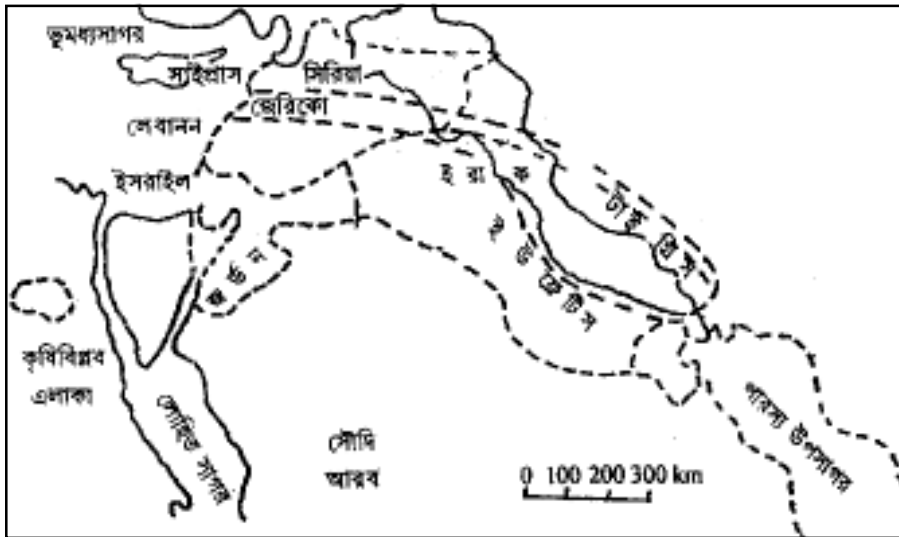 ভূমধ্যসাগর
সাইপ্রাস
সিরিয়া
জেরিকো
লেবানন
ইসরাইল
ইরাক
টাইগ্রিস
ইউফ্রেটিস
জর্ডন
কৃষিবিপ্লব
এলাকা
লোহিত সাগর
সৌদি
আরব
0 100 200 300 km
পারস্য উপসাগর